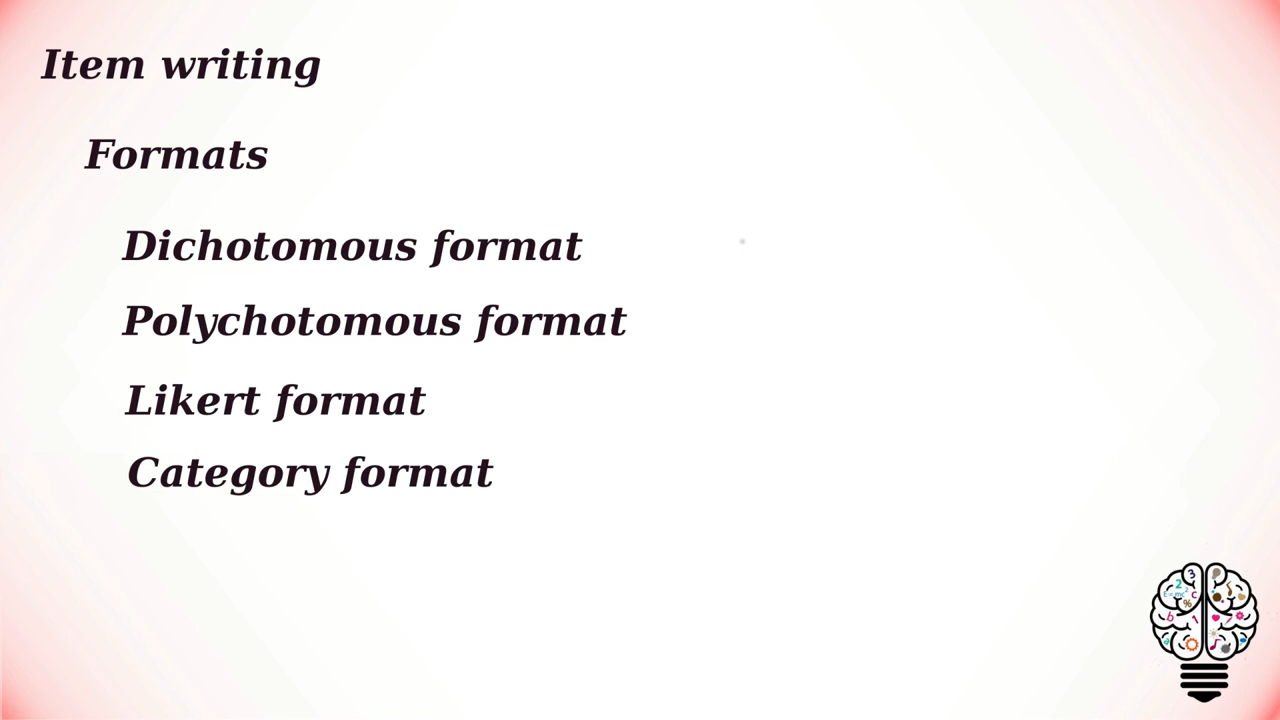 Item writing
Formats
Dichotomous format
Polychotomous format
Likert format
Category format